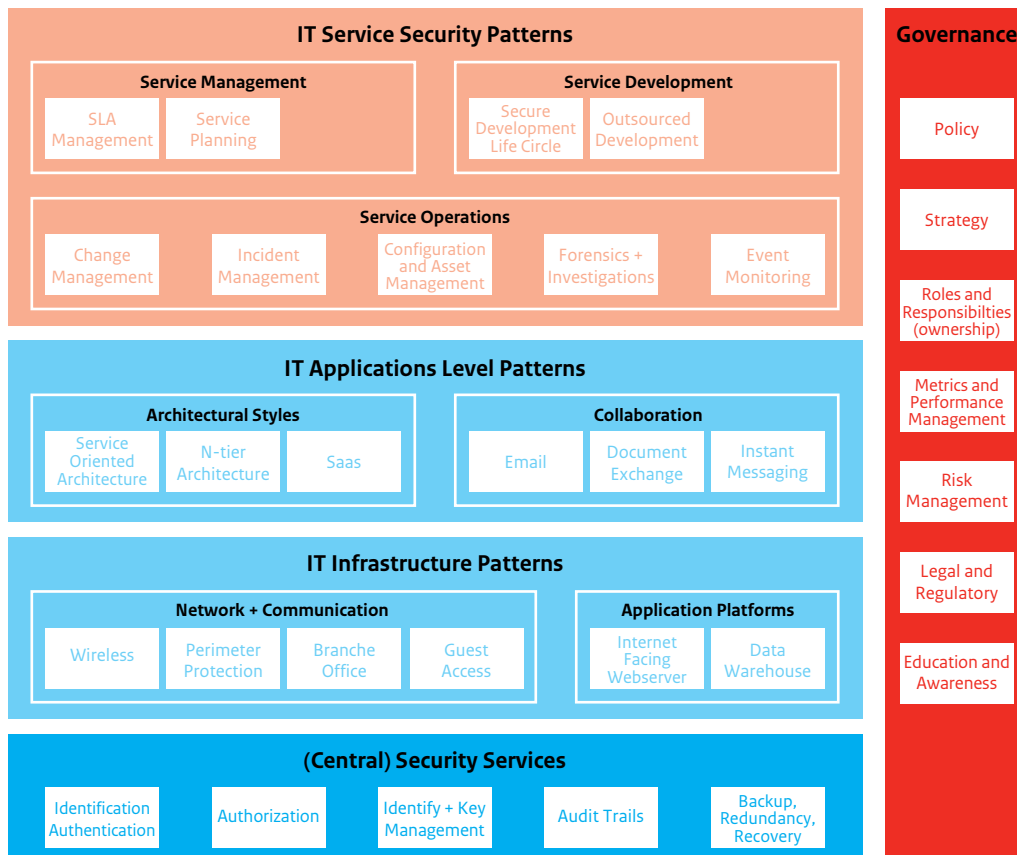 IT Service Security Patterns
Service Management
SLA
Management
Service
Planning
Service Development
Secure
Development
Life Circle
Outsourced
Development
Service Operations
Change
Management
Incident
Management
Configuration
and Asset
Management
Forensics +
Investigations
Event
Monitoring
IT Applications Level Patterns
Architectural Styles
Service
Oriented
Architecture
N-tier
Architecture
Saas
Collaboration
Email
Document
Exchange
Instant
Messaging
IT Infrastructure Patterns
Network + Communication
Wireless
Perimeter
Protection
Branche
Office
Guest
Access
Application Platforms
Internet
Facing
Webserver
Data
Warehouse
(Central) Security Services
Identification
Authentication
Authorization
Identify + Key
Management
Audit Trails
Backup,
Redundancy,
Recovery
Governance
Policy
Strategy
Roles and
Responsibilties
(ownership)
Metrics and
Performance
Management
Risk
Management
Legal and
Regulatory
Education and
Awareness